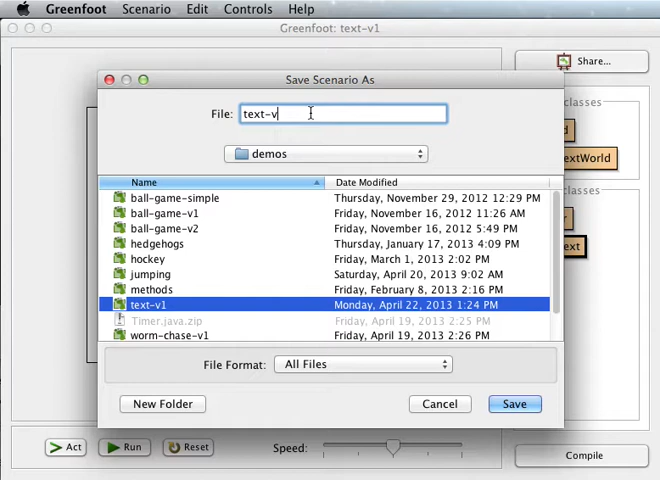 Greenfoot Scenario Edit Controls Help
Greenfoot: text-v1
Share...
Save Scenario As
File: text-v
demos
Name Date Modified
ball-game-simple Thursday, November 29, 2012 12:29 PM
ball-game-v1 Friday, November 16, 2012 11:26 AM
ball-game-v2 Friday, November 16, 2012 5:49 PM
hedgehogs Thursday, January 17, 2013 4:09 PM
hockey Friday, March 1, 2013 2:02 PM
jumping Saturday, April 20, 2013 9:02 AM
methods Friday, February 8, 2013 2:16 PM
text-v1 Monday, April 22, 2013 1:24 PM
Timer.java.zip Friday, April 19, 2013 2:25 PM
worm-chase-v1 Friday, April 19, 2013 2:26 PM
File Format: All Files
New Folder Cancel Save
classes
d
extWorld
classes
r
ext
Act Run Reset Speed: Compile